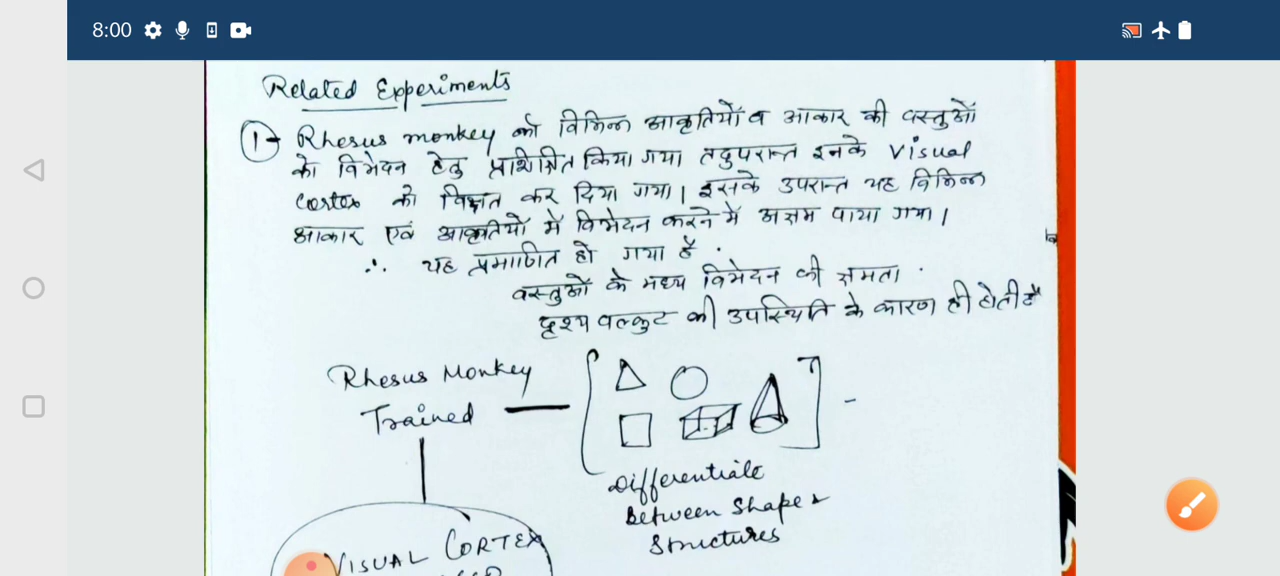 8:00
Related Experiments
1- Rhesus monkey को विभिन्न आकृतियों व आकार की वस्तुओं
के विभेदन हेतु प्रशिक्षित किया गया तदुपरान्त इनके visual
cortex को विक्षत कर दिया गया। इसके उपरान्त यह विभिन्न
आकार एवं आकृतियों में विभेदन करने में अक्षम पाया गया।
∴ यह प्रमाणित हो गया है
वस्तुओं के मध्य विभेदन की क्षमता
दृश्य वल्कुट की उपस्थिति के कारण ही होती है
Rhesus Monkey
Trained
Differentiate
Between Shape &
Structures
VISUAL CORTEX